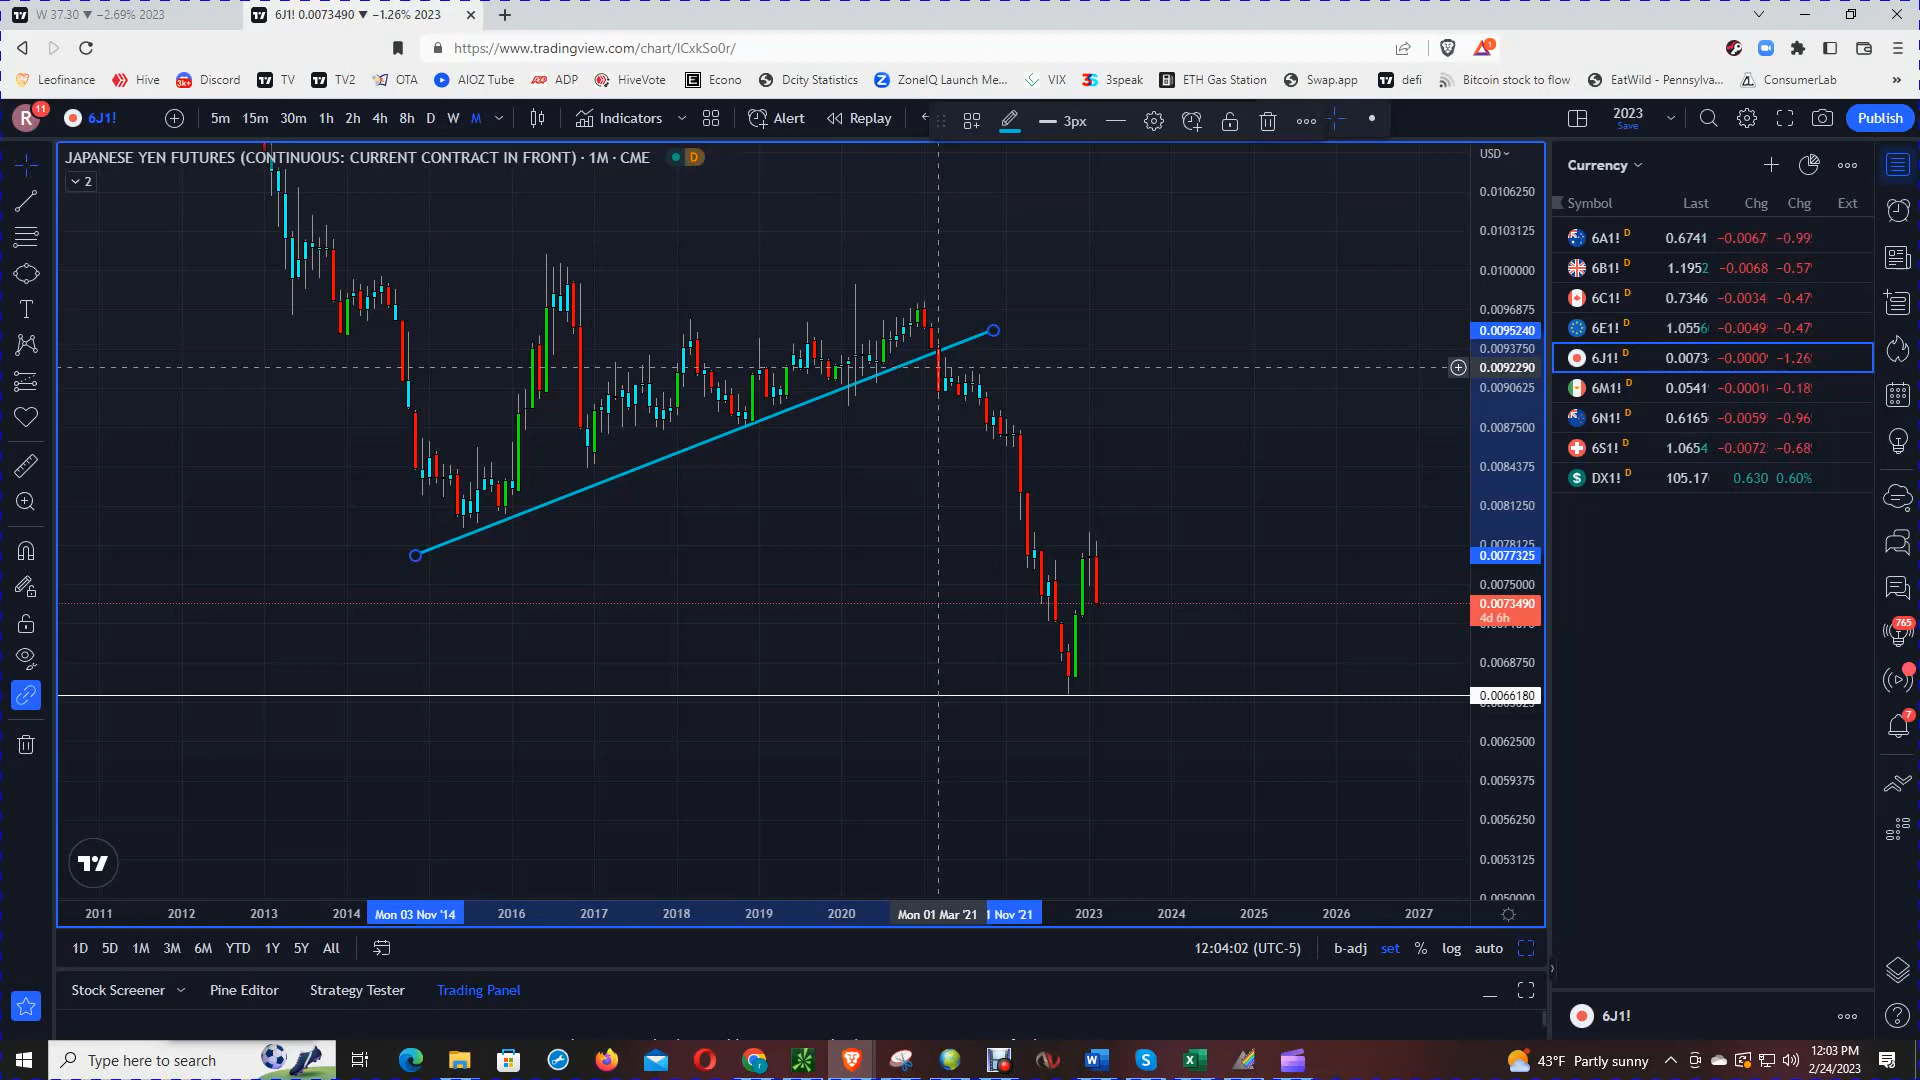 W 37.30 ▼ −2.69% 2023
6J1! 0.0073490 ▼ −1.26% 2023
https://www.tradingview.com/chart/lCxkSo0r/
Leofinance Hive Discord TV TV2 OTA AIOZ Tube ADP HiveVote Econo Dcity Statistics ZoneIQ Launch Me... VIX 3speak ETH Gas Station Swap.app defi Bitcoin stock to flow EatWild - Pennsylva... ConsumerLab
R 11 6J1! 5m 15m 30m 1h 2h 4h 8h D W M Indicators Alert Replay 3px 2023 Save Publish
JAPANESE YEN FUTURES (CONTINUOUS: CURRENT CONTRACT IN FRONT) · 1M · CME D
2
USD
0.0106250
0.0103125
0.0100000
0.0096875
0.0095240
0.0093750
0.0092290
0.0090625
0.0087500
0.0084375
0.0081250
0.0078125
0.0077325
0.0075000
0.0073490
4d 6h
0.0068750
0.0066180
0.0062500
0.0059375
0.0056250
0.0053125
0.0050000
2011 2012 2013 2014 Mon 03 Nov '14 2016 2017 2018 2019 2020 Mon 01 Mar '21 1 Nov '21 2023 2024 2025 2026 2027
1D 5D 1M 3M 6M YTD 1Y 5Y All 12:04:02 (UTC-5) b-adj set % log auto
Stock Screener Pine Editor Strategy Tester Trading Panel
Currency
Symbol Last Chg Chg Ext
6A1! D 0.6741 −0.0067 −0.99
6B1! D 1.1952 −0.0068 −0.57
6C1! D 0.7346 −0.0034 −0.47
6E1! D 1.0556 −0.0049 −0.47
6J1! D 0.0073 −0.0000 −1.26
6M1! D 0.0541 −0.0001 −0.18
6N1! D 0.6165 −0.0059 −0.96
6S1! D 1.0654 −0.0072 −0.68
DX1! D 105.17 0.630 0.60%
765
7
6J1!
Type here to search
43°F Partly sunny
12:03 PM
2/24/2023